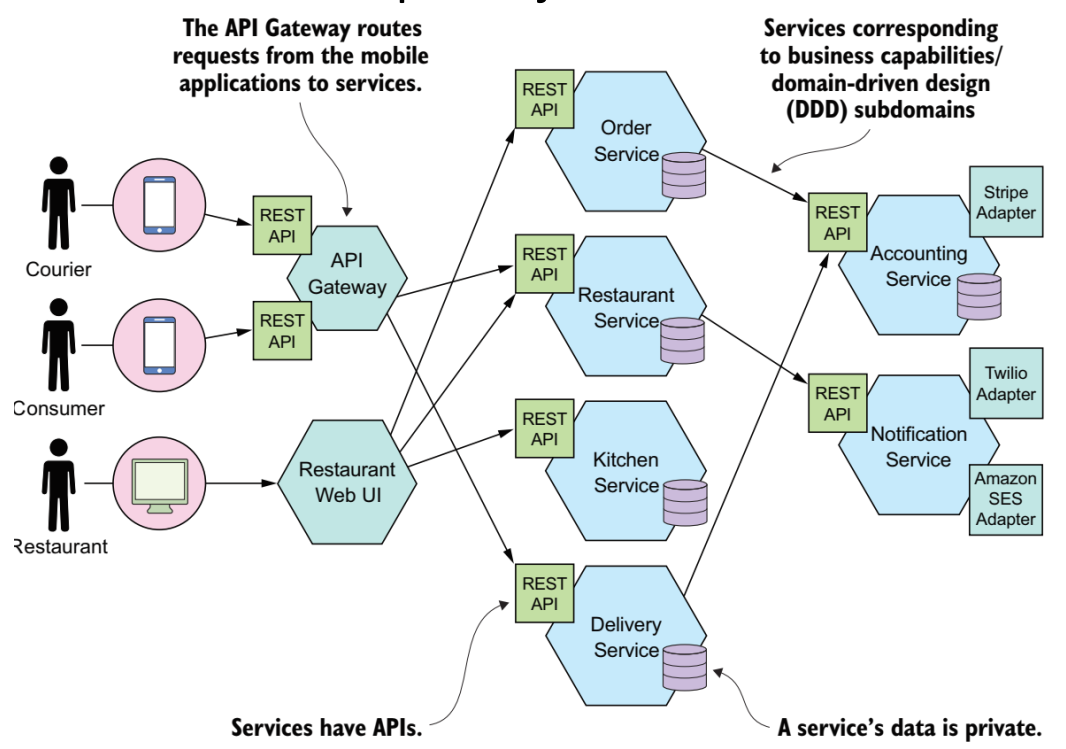 The API Gateway routes
requests from the mobile
applications to services.
Services corresponding
to business capabilities/
domain-driven design
(DDD) subdomains
REST
API
Order
Service
Courier
REST
API
API
Gateway
REST
API
Consumer
REST
API
Restaurant
Service
REST
API
Accounting
Service
Stripe
Adapter
Restaurant
Restaurant
Web UI
REST
API
Kitchen
Service
REST
API
Notification
Service
Twilio
Adapter
Amazon
SES
Adapter
REST
API
Delivery
Service
Services have APIs.
A service's data is private.